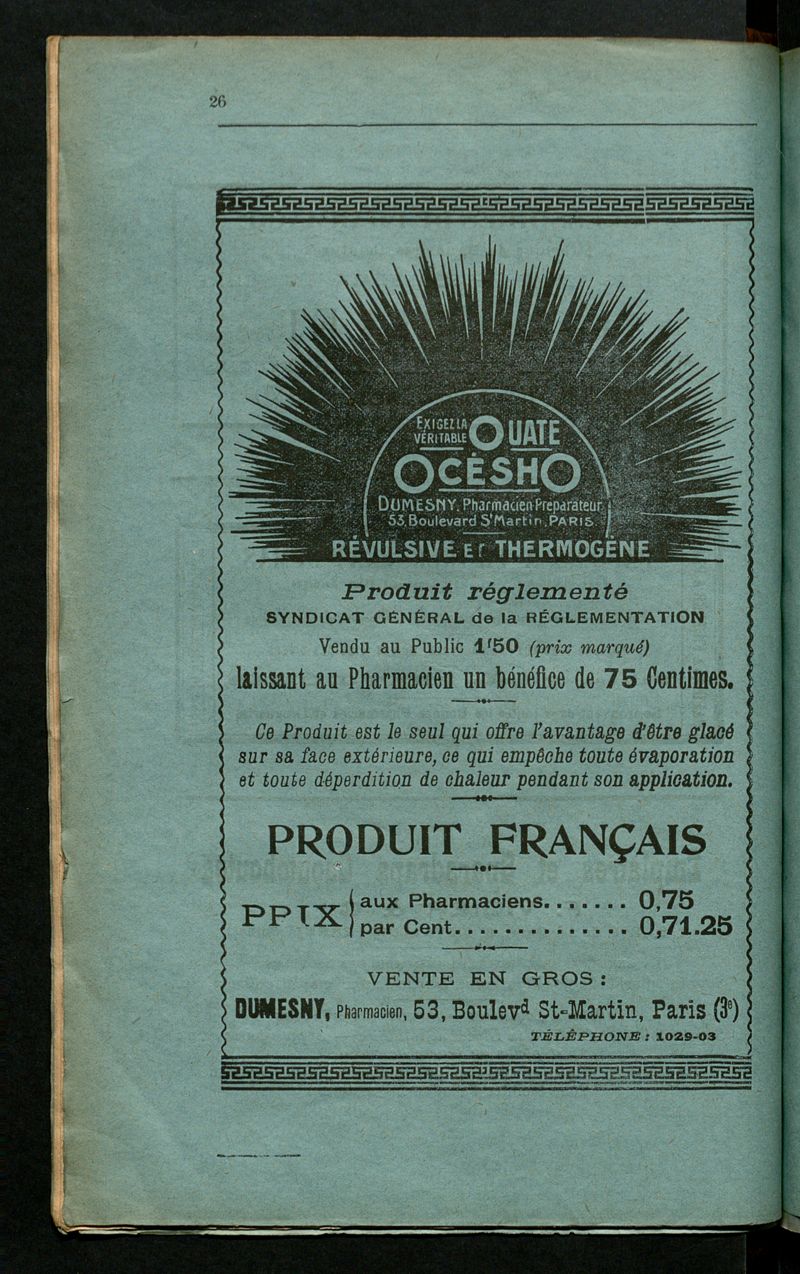 26
EXIGEZ LA VÉRITABLE OUATE
OCÉSHO
DUMESNY, Pharmacien-Préparateur
53, Boulevard St Martin, PARIS
RÉVULSIVE ET THERMOGÈNE
Produit réglementé
SYNDICAT GÉNÉRAL de la RÉGLEMENTATION
Vendu au Public 1f50 (prix marqué)
laissant au Pharmacien un bénéfice de 75 Centimes.
Ce Produit est le seul qui offre l'avantage d'être glacé
sur sa face extérieure, ce qui empêche toute évaporation
et toute déperdition de chaleur pendant son application.
PRODUIT FRANÇAIS
PRIX { aux Pharmaciens....... 0,75
par Cent.............. 0,71.25
VENTE EN GROS :
DUMESNY, Pharmacien, 53, Boulevd St-Martin, Paris (3e)
TÉLÉPHONE : 1029-03